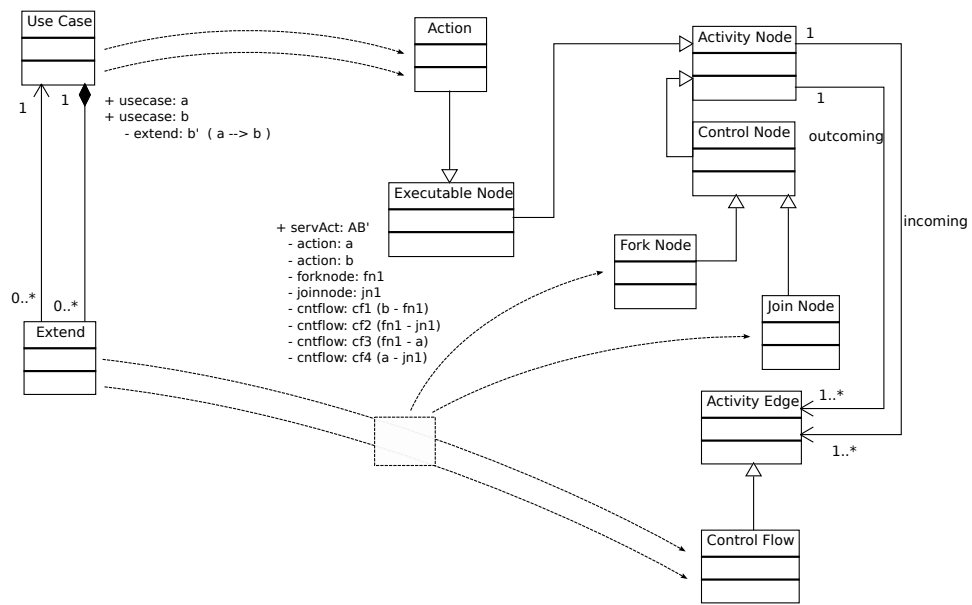 Use Case
Action
Activity Node
1
1
1
1
+ usecase: a
+ usecase: b
- extend: b'  ( a --> b )
Control Node
outcoming
Executable Node
incoming
+ servAct: AB'
- action: a
- action: b
- forknode: fn1
- joinnode: jn1
- cntflow: cf1 (b - fn1)
- cntflow: cf2 (fn1 - jn1)
- cntflow: cf3 (fn1 - a)
- cntflow: cf4 (a - jn1)
Fork Node
0..*
0..*
Join Node
Extend
Activity Edge
1..*
1..*
Control Flow